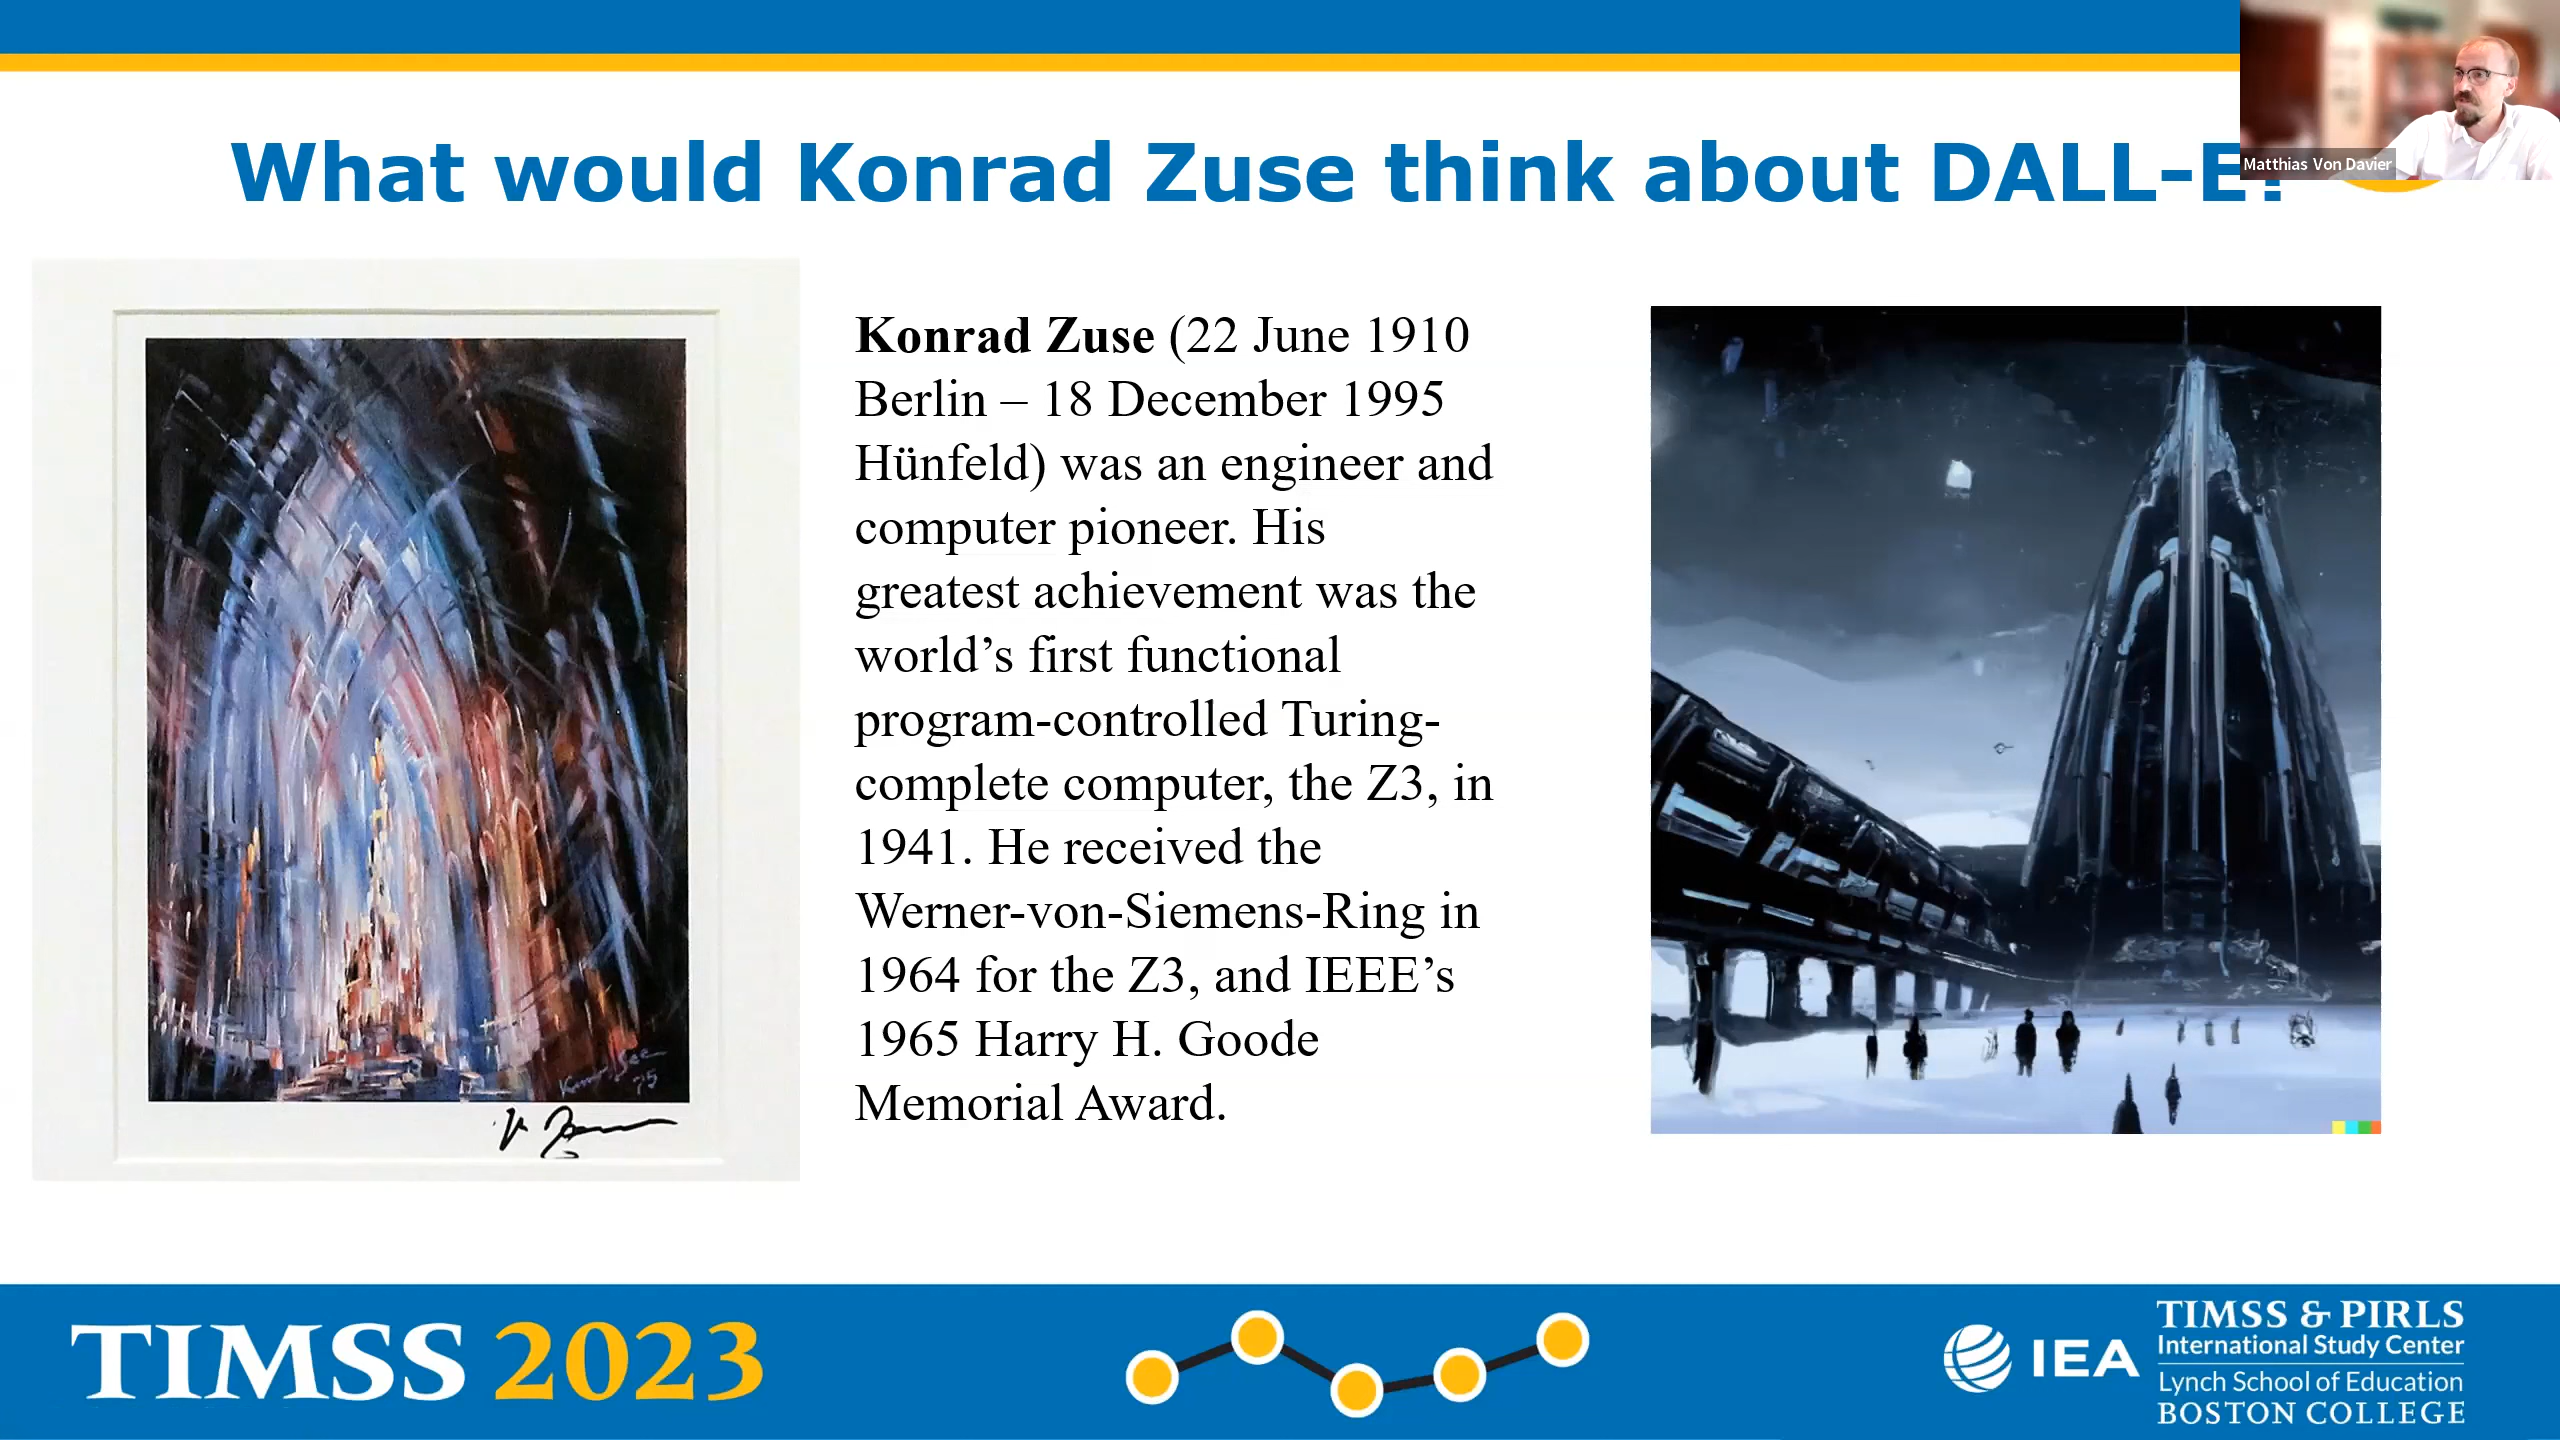 What would Konrad Zuse think about DALL-E?
Matthias Von Davier
Konrad Zuse (22 June 1910
Berlin – 18 December 1995
Hünfeld) was an engineer and
computer pioneer. His
greatest achievement was the
world’s first functional
program-controlled Turing-
complete computer, the Z3, in
1941. He received the
Werner-von-Siemens-Ring in
1964 for the Z3, and IEEE’s
1965 Harry H. Goode
Memorial Award.
75
TIMSS 2023
IEA
TIMSS & PIRLS
International Study Center
Lynch School of Education
BOSTON COLLEGE